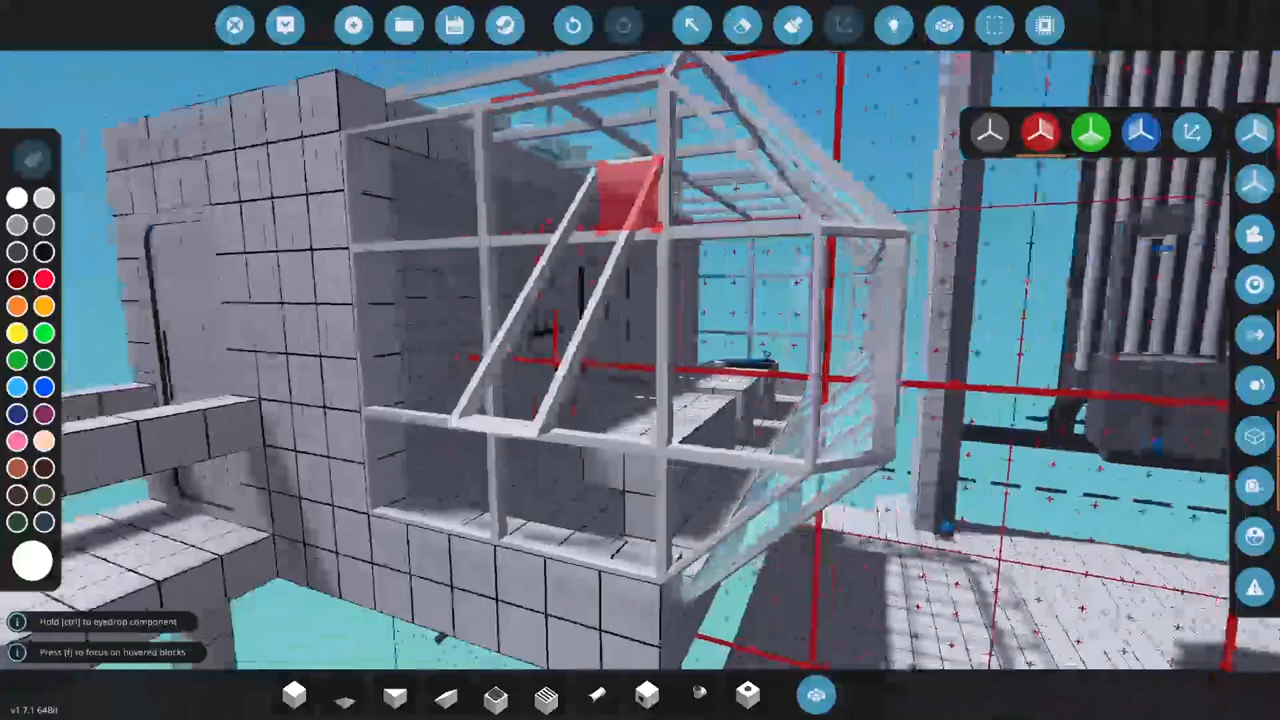 Hold [ctrl] to eyedrop component
Press [f] to focus on hovered blocks
v1.7.1 64Bit